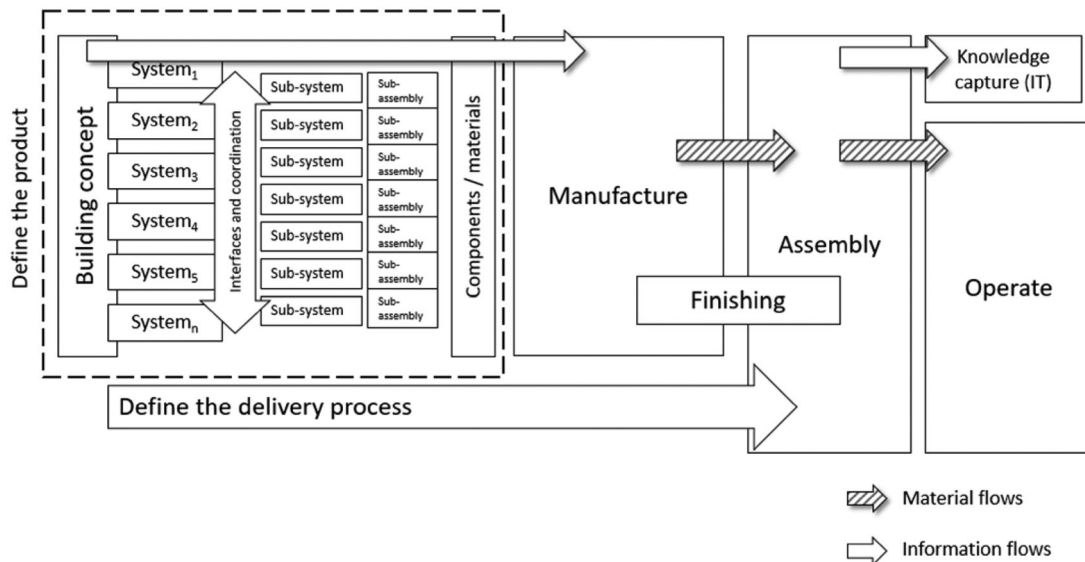 Define the product
Building concept
System₁
System₂
System₃
System₄
System₅
Systemₙ
Interfaces and coordination
Sub-system
Sub-system
Sub-system
Sub-system
Sub-system
Sub-system
Sub-system
Sub-
assembly
Sub-
assembly
Sub-
assembly
Sub-
assembly
Sub-
assembly
Sub-
assembly
Sub-
assembly
Components / materials
Manufacture
Finishing
Assembly
Knowledge
capture (IT)
Operate
Define the delivery process
Material flows
Information flows